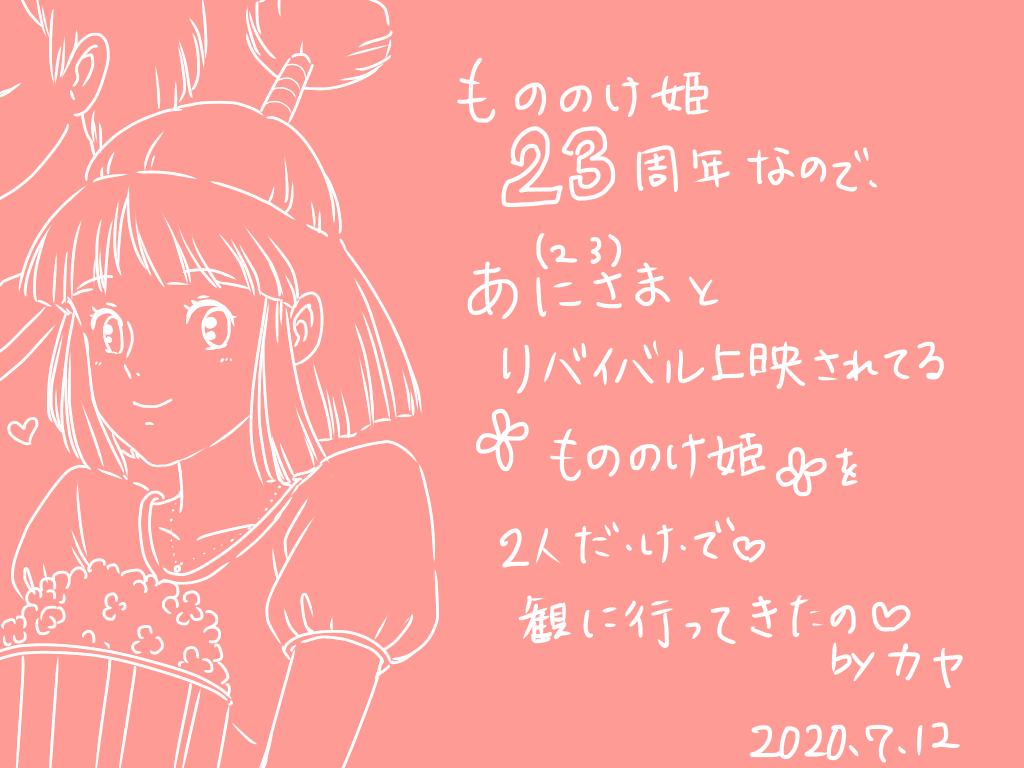 もののけ姫
23周年なので、
(23)
あにさまと
リバイバル上映されてる
もののけ姫を
2人だ・け・で♡
観に行ってきたの♡
byカヤ
2020.7.12